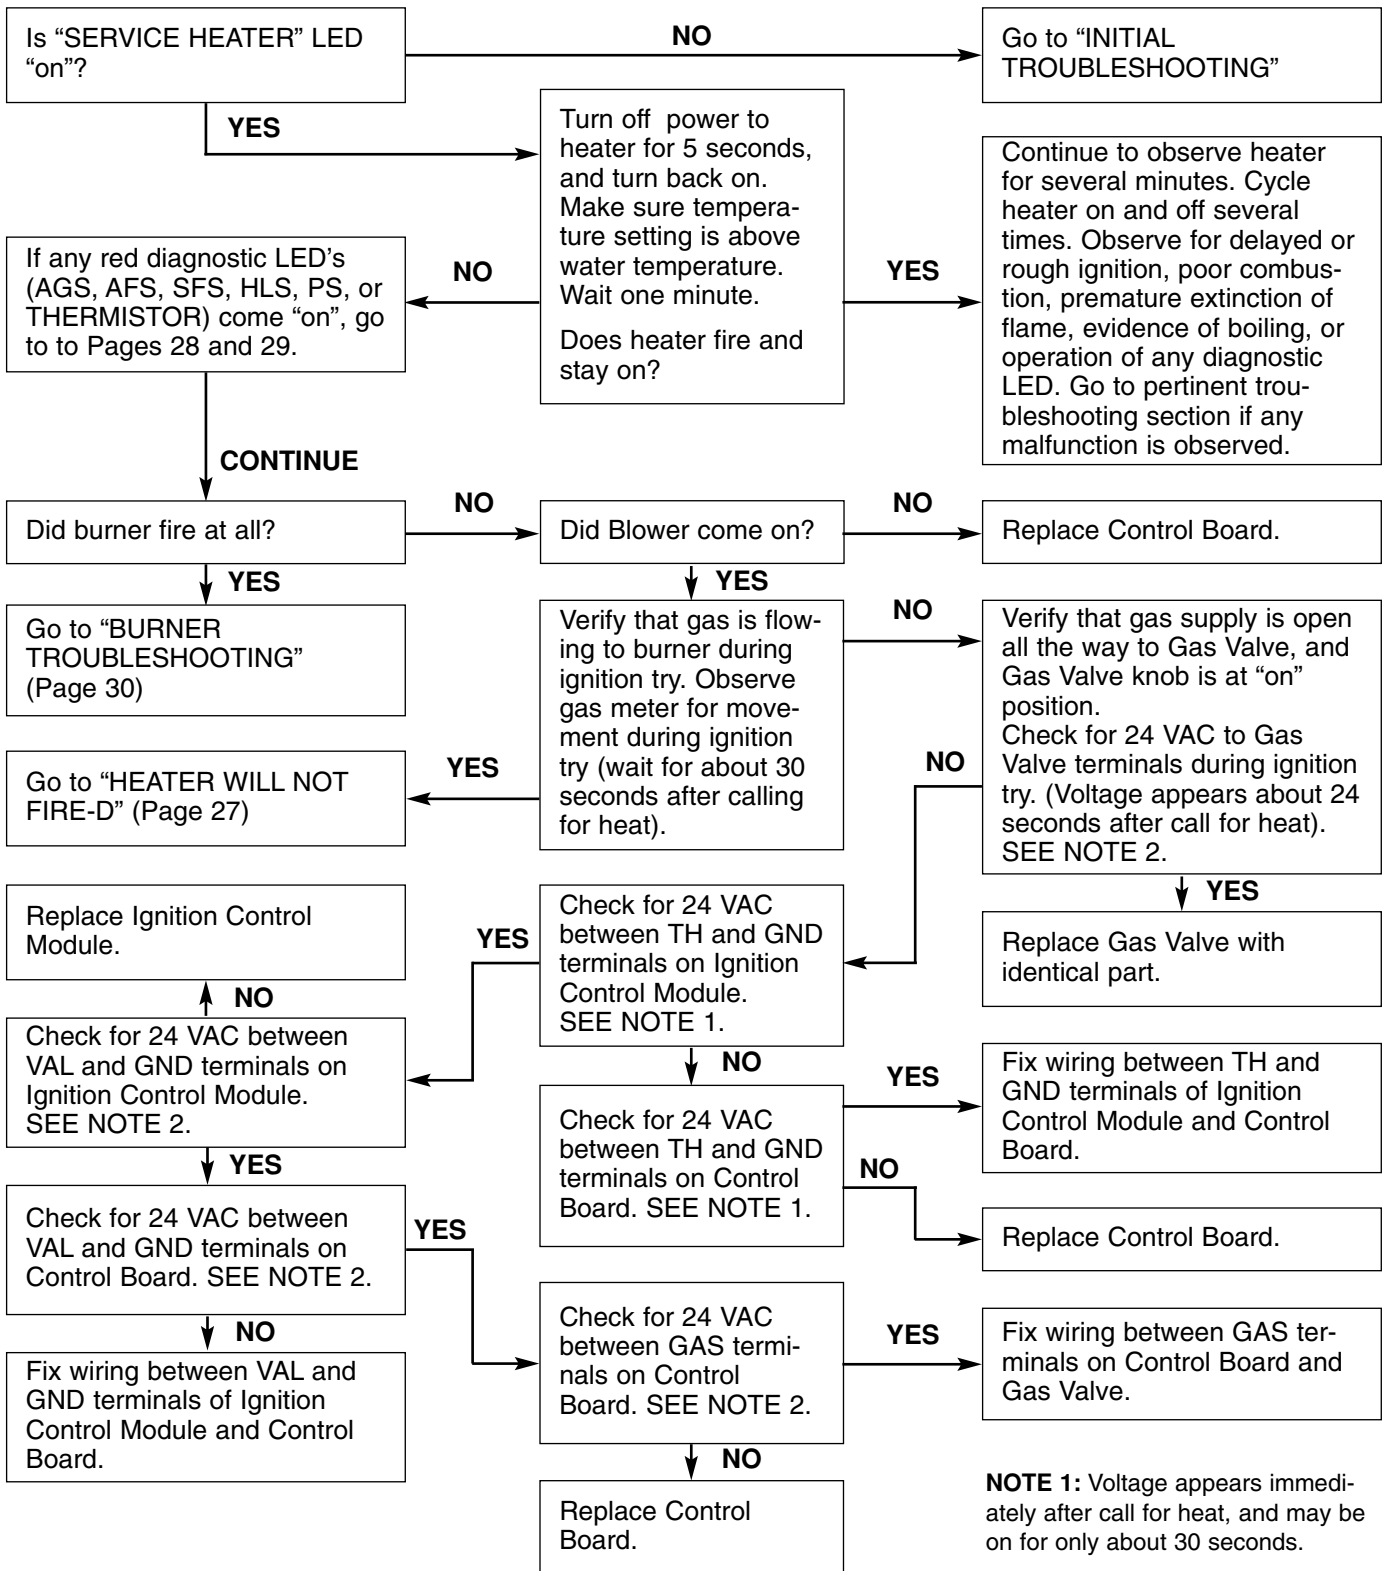 Is “SERVICE HEATER” LED
“on”?
NO
Go to “INITIAL
TROUBLESHOOTING”
YES
Turn off  power to
heater for 5 seconds,
and turn back on.
Make sure tempera-
ture setting is above
water temperature.
Wait one minute.
Does heater fire and
stay on?
YES
Continue to observe heater
for several minutes. Cycle
heater on and off several
times. Observe for delayed or
rough ignition, poor combus-
tion, premature extinction of
flame, evidence of boiling, or
operation of any diagnostic
LED. Go to pertinent trou-
bleshooting section if any
malfunction is observed.
NO
If any red diagnostic LED’s
(AGS, AFS, SFS, HLS, PS, or
THERMISTOR) come “on”, go
to to Pages 28 and 29.
CONTINUE
Did burner fire at all?
NO
Did Blower come on?
NO
Replace Control Board.
YES
Go to “BURNER
TROUBLESHOOTING”
(Page 30)
YES
Verify that gas is flow-
ing to burner during
ignition try. Observe
gas meter for move-
ment during ignition
try (wait for about 30
seconds after calling
for heat).
NO
Verify that gas supply is open
all the way to Gas Valve, and
Gas Valve knob is at “on”
position.
Check for 24 VAC to Gas
Valve terminals during ignition
try. (Voltage appears about 24
seconds after call for heat).
SEE NOTE 2.
YES
Go to “HEATER WILL NOT
FIRE-D” (Page 27)
NO
YES
Replace Gas Valve with
identical part.
Check for 24 VAC
between TH and GND
terminals on Ignition
Control Module.
SEE NOTE 1.
YES
Replace Ignition Control
Module.
NO
Check for 24 VAC between
VAL and GND terminals on
Ignition Control Module.
SEE NOTE 2.
NO
Check for 24 VAC
between TH and GND
terminals on Control
Board. SEE NOTE 1.
YES
Fix wiring between TH and
GND terminals of Ignition
Control Module and Control
Board.
NO
Replace Control Board.
YES
Check for 24 VAC between
VAL and GND terminals on
Control Board. SEE NOTE 2.
YES
Check for 24 VAC
between GAS termi-
nals on Control
Board. SEE NOTE 2.
YES
Fix wiring between GAS ter-
minals on Control Board and
Gas Valve.
NO
Fix wiring between VAL and
GND terminals of Ignition
Control Module and Control
Board.
NO
Replace Control
Board.
NOTE 1: Voltage appears immedi-
ately after call for heat, and may be
on for only about 30 seconds.